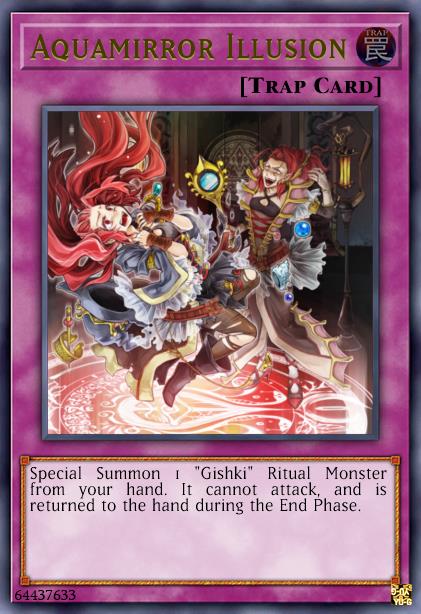 AQUAMIRROR ILLUSION
TRAP
罠
[TRAP CARD]
Special Summon 1 "Gishki" Ritual Monster
from your hand. It cannot attack, and is
returned to the hand during the End Phase.
64437633